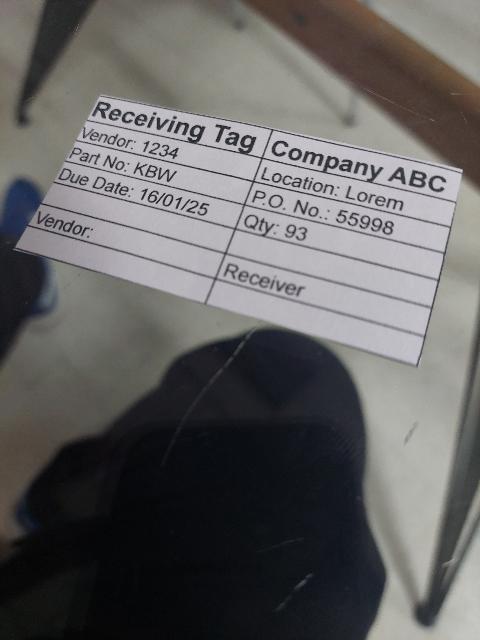 Receiving Tag
Company ABC
Vendor: 1234
Location: Lorem
Part No: KBW
P.O. No.: 55998
Due Date: 16/01/25
Qty: 93
Vendor:
Receiver